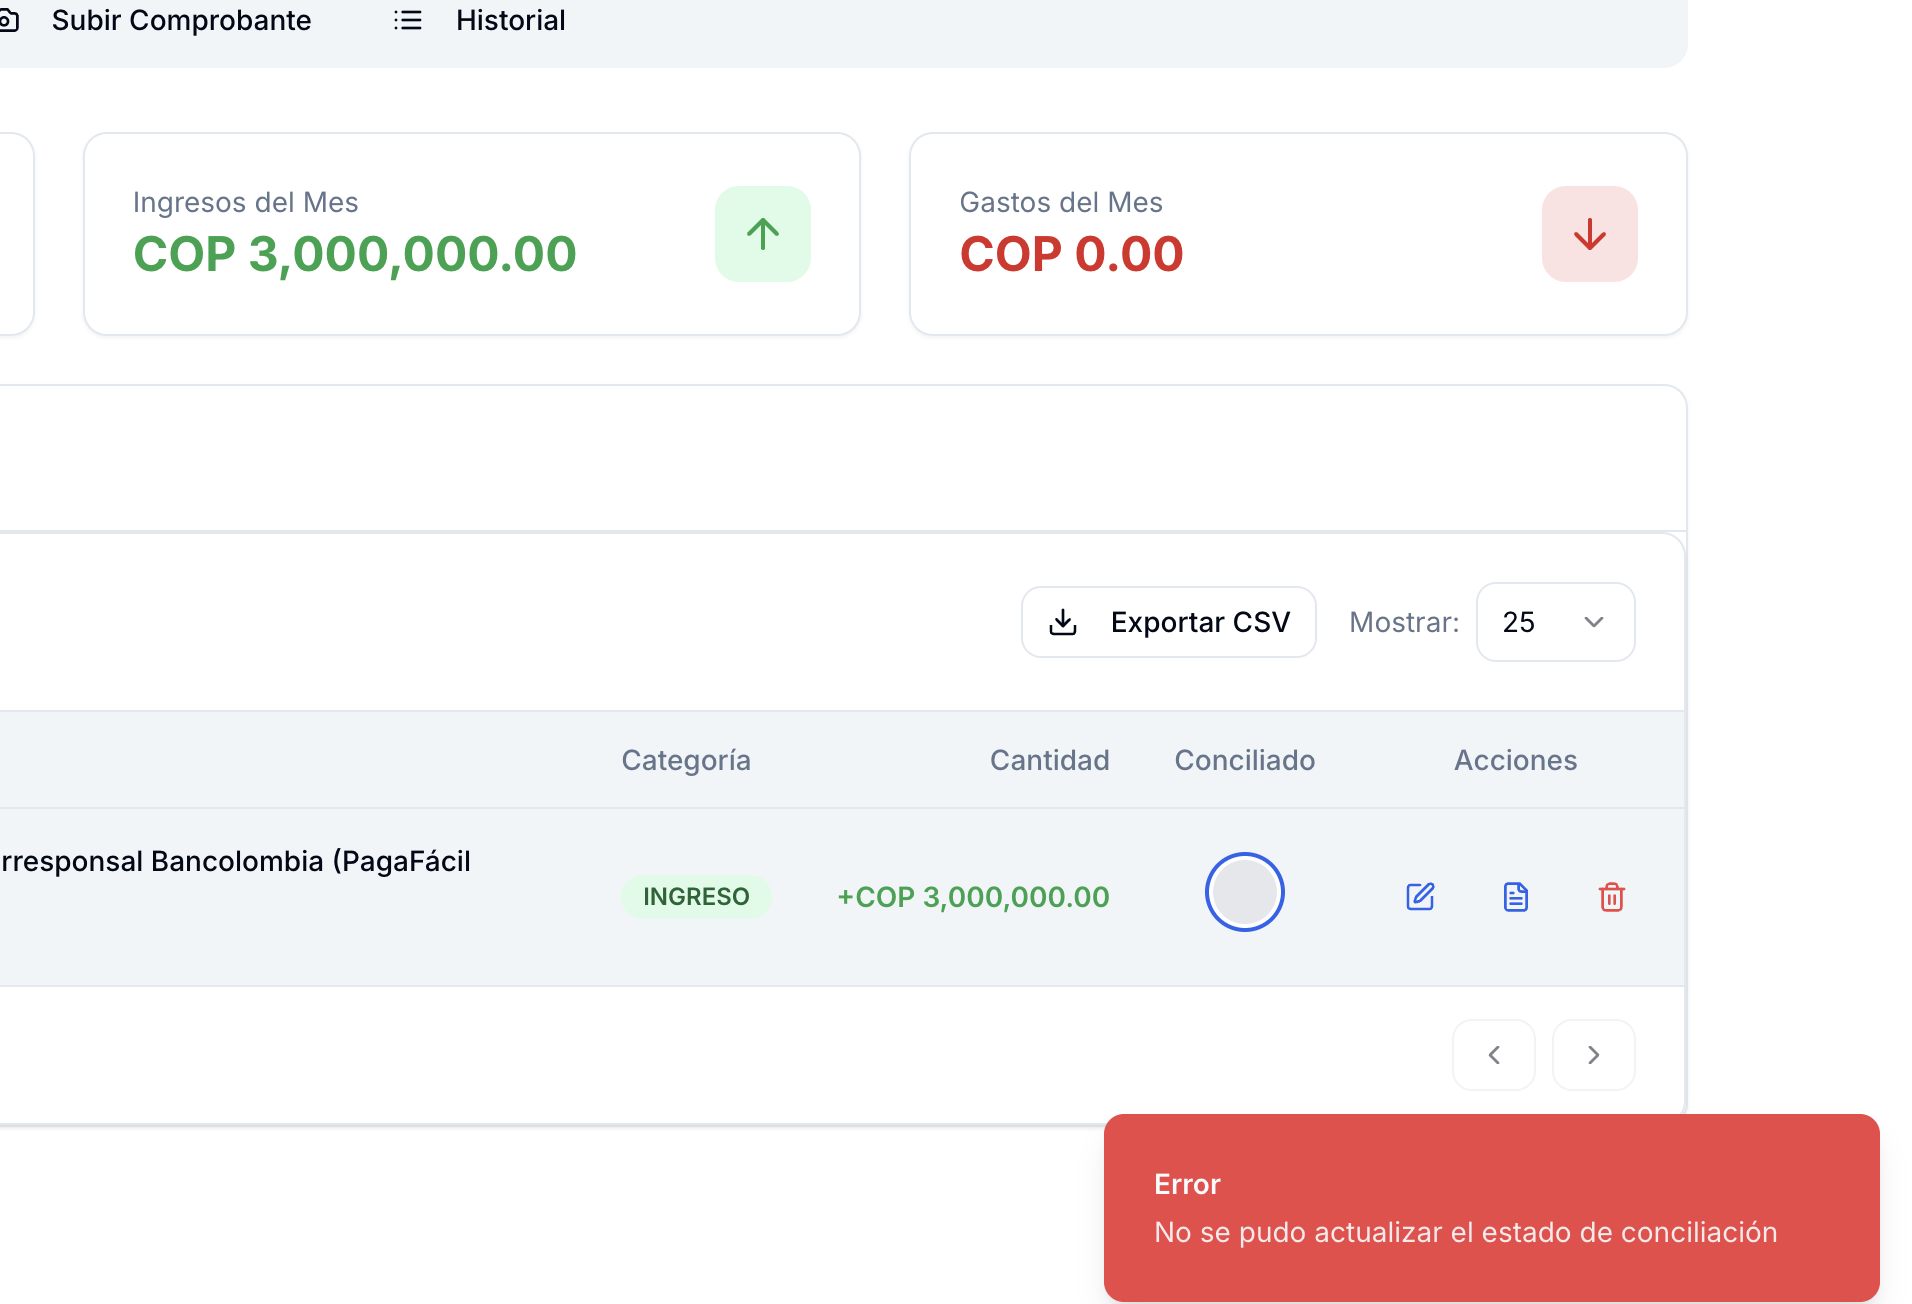 Subir Comprobante
Historial
Ingresos del Mes
COP 3,000,000.00
Gastos del Mes
COP 0.00
Exportar CSV
Mostrar:
25
Categoría
Cantidad
Conciliado
Acciones
rresponsal Bancolombia (PagaFácil
INGRESO
+COP 3,000,000.00
Error
No se pudo actualizar el estado de conciliación